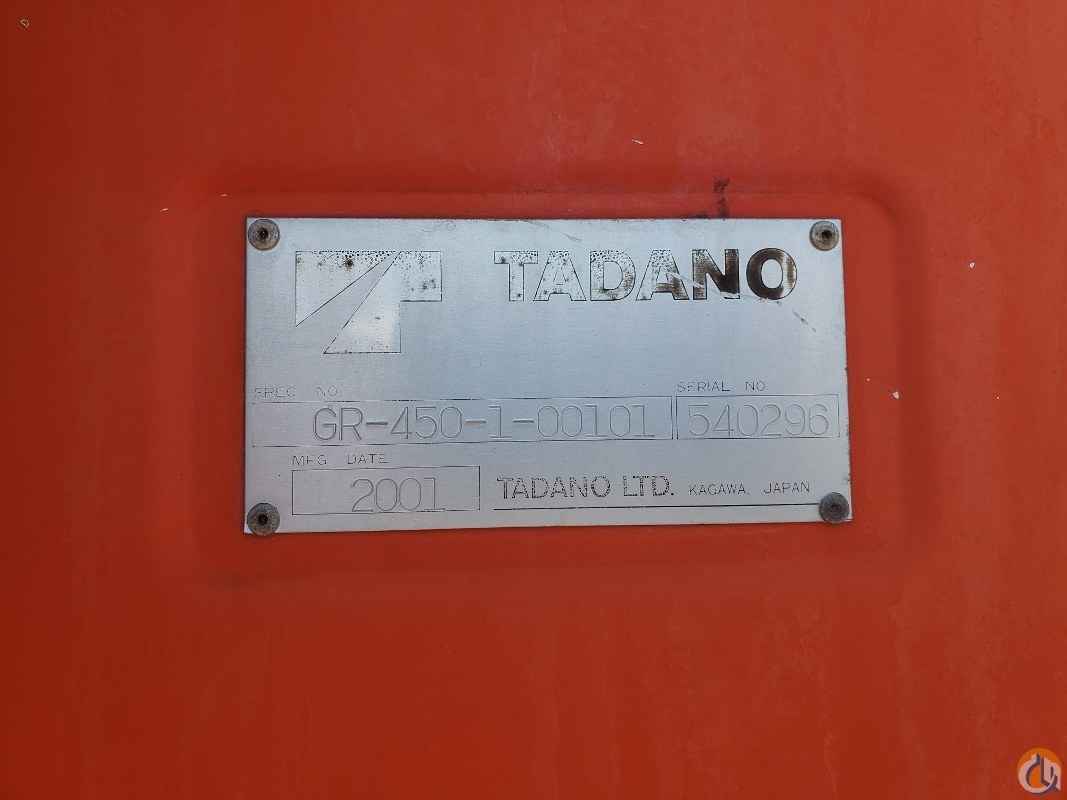 TADANO
SPEC NO.
SERIAL NO
GR-450-1-00101
540296
MFG DATE
2001
TADANO LTD. KAGAWA, JAPAN